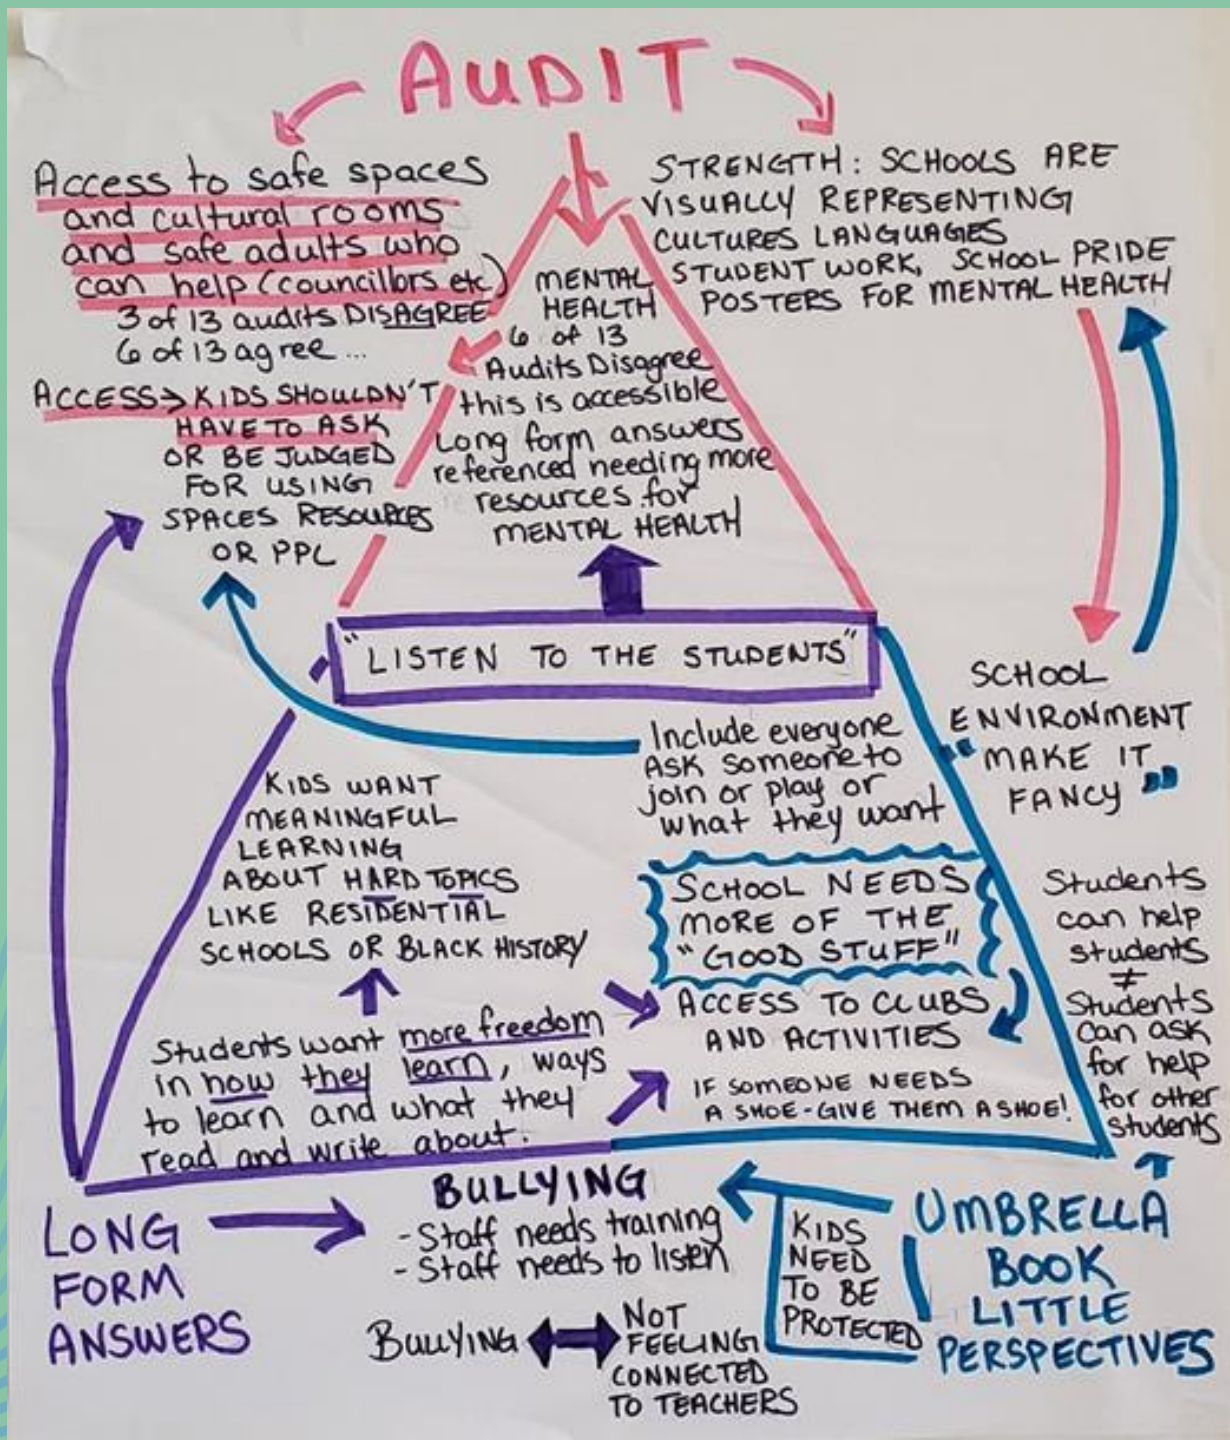 AUDIT
Access to safe spaces
and cultural rooms
and safe adults who
can help (councillors etc)
3 of 13 audits DISAGREE
6 of 13 agree ...
ACCESS → KIDS SHOULDN'T
HAVE TO ASK
OR BE JUDGED
FOR USING
SPACES RESOURCES
OR PPL
MENTAL
HEALTH
6 of 13
Audits Disagree
this is accessible
Long form answers
referenced needing more
resources for
MENTAL HEALTH
STRENGTH: SCHOOLS ARE
VISUALLY REPRESENTING
CULTURES LANGUAGES
STUDENT WORK, SCHOOL PRIDE
POSTERS FOR MENTAL HEALTH
"LISTEN TO THE STUDENTS"
SCHOOL
ENVIRONMENT
"MAKE IT
FANCY"
Include everyone
ASK someone to
join or play or
what they want
KIDS WANT
MEANINGFUL
LEARNING
ABOUT HARD TOPICS
LIKE RESIDENTIAL
SCHOOLS OR BLACK HISTORY
SCHOOL NEEDS
MORE OF THE
"GOOD STUFF"
ACCESS TO CLUBS
AND ACTIVITIES
IF SOMEONE NEEDS
A SHOE-GIVE THEM A SHOE!
Students want more freedom
in how they learn, ways
to learn and what they
read and write about.
Students
can help
students
≠
Students
can ask
for help
for other
students
LONG
FORM
ANSWERS
BULLYING
- Staff needs training
- Staff needs to listen
BULLYING ↔ NOT
FEELING
CONNECTED
TO TEACHERS
KIDS
NEED
TO BE
PROTECTED
UMBRELLA
BOOK
LITTLE
PERSPECTIVES